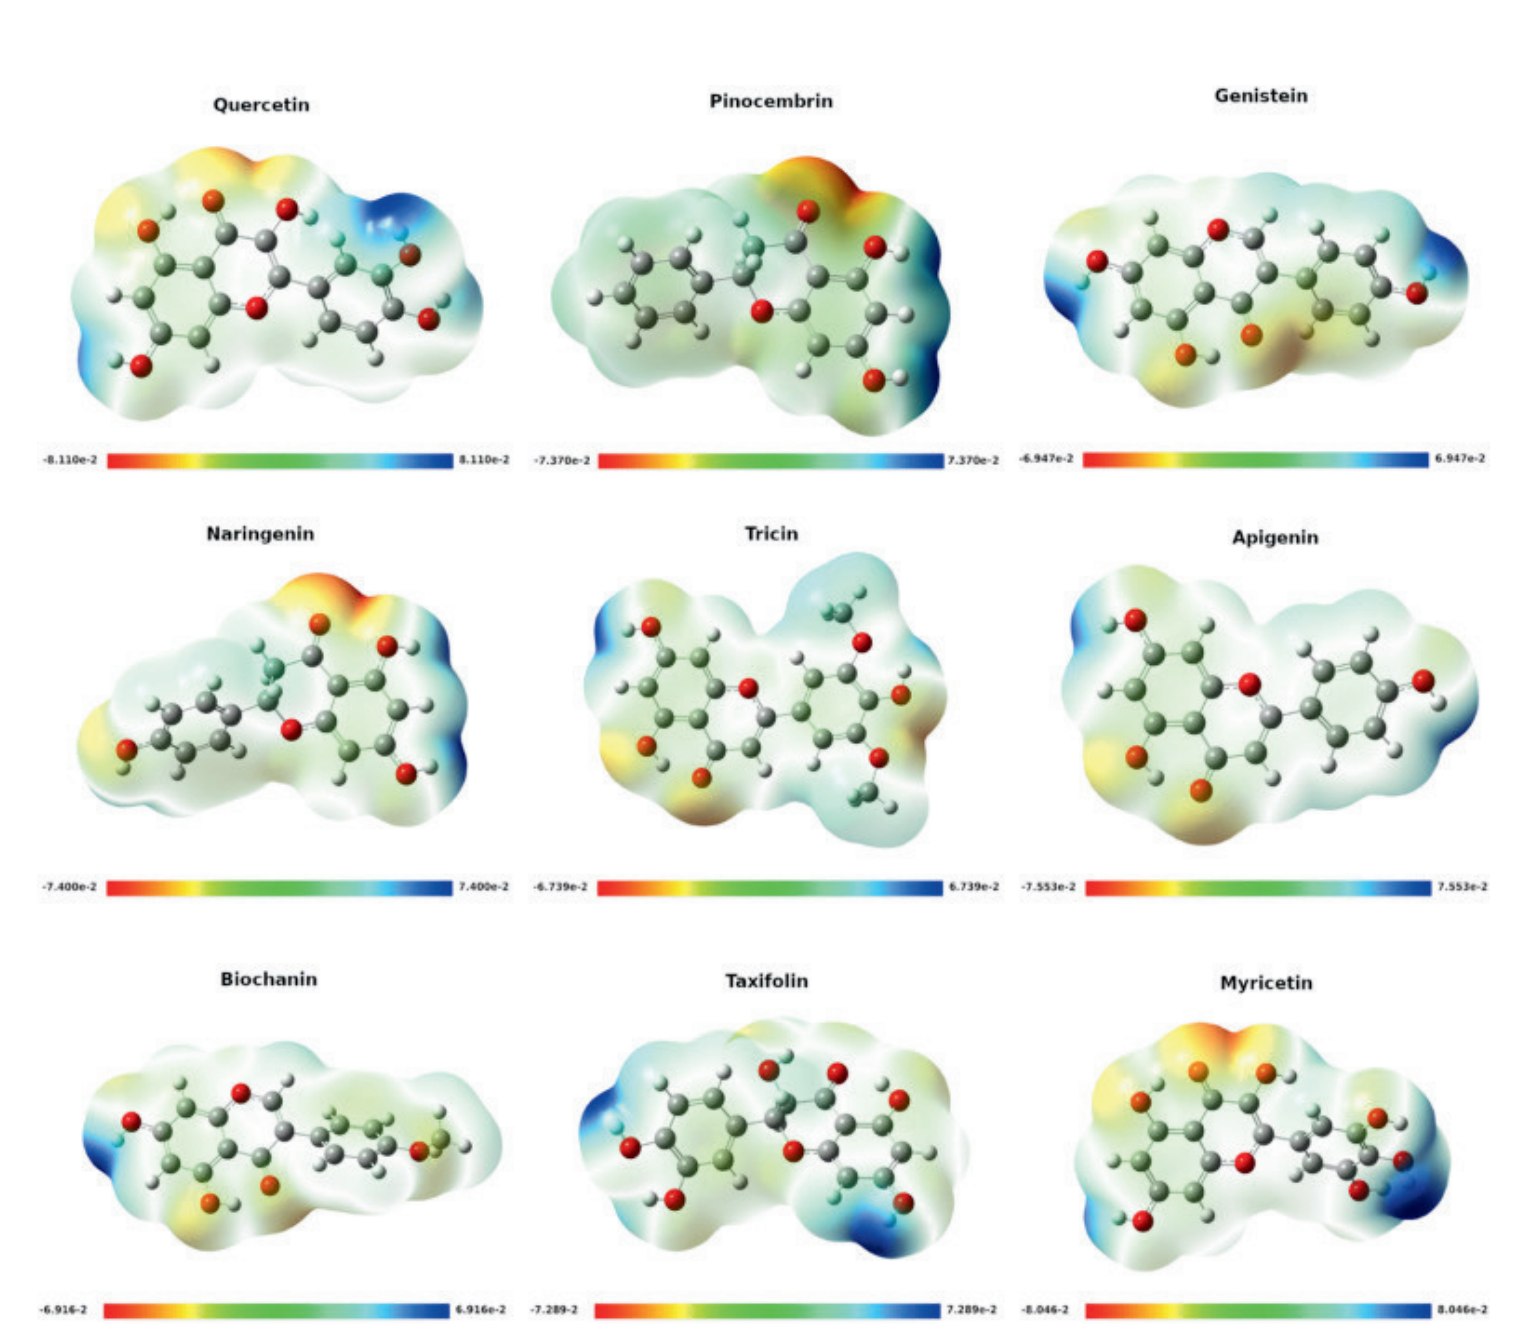 Quercetin
Pinocembrin
Genistein
-8.110e-2 8.110e-2
-7.370e-2 7.370e-2
-6.947e-2 6.947e-2
Naringenin
Tricin
Apigenin
-7.400e-2 7.400e-2
-6.739e-2 6.739e-2
-7.553e-2 7.553e-2
Biochanin
Taxifolin
Myricetin
-6.916-2 6.916e-2
-7.289-2 7.289e-2
-8.046-2 8.046e-2